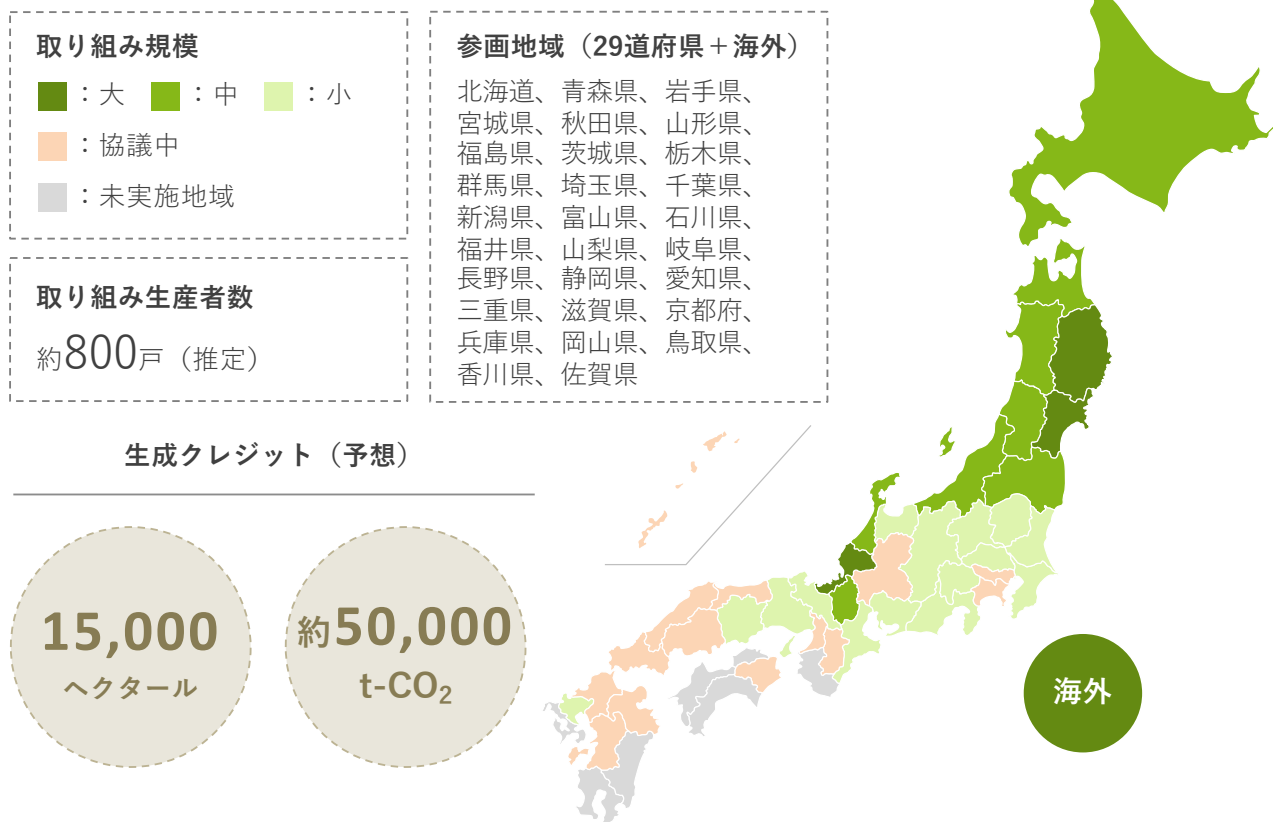 取り組み規模
：大 ：中 ：小
：協議中
：未実施地域
取り組み生産者数
約800戸（推定）
参画地域（29道府県＋海外）
北海道、青森県、岩手県、
宮城県、秋田県、山形県、
福島県、茨城県、栃木県、
群馬県、埼玉県、千葉県、
新潟県、富山県、石川県、
福井県、山梨県、岐阜県、
長野県、静岡県、愛知県、
三重県、滋賀県、京都府、
兵庫県、岡山県、鳥取県、
香川県、佐賀県
生成クレジット（予想）
15,000
ヘクタール
約50,000
t-CO₂
海外